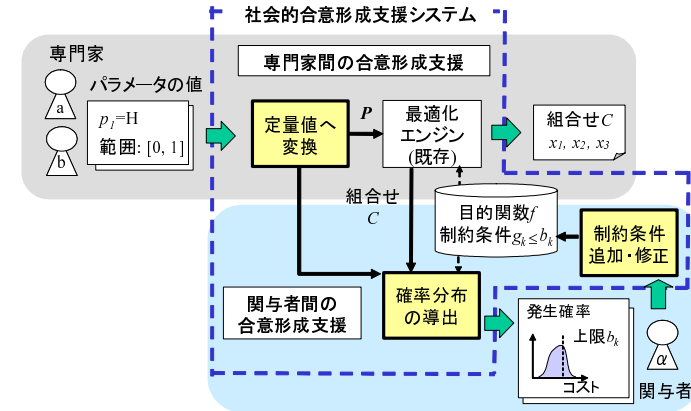 社会的合意形成支援システム
専門家
専門家間の合意形成支援
a
b
パラメータの値
p1=H
範囲: [0, 1]
定量値へ
変換
P
最適化
エンジン
(既存)
組合せC
x1, x2, x3
組合せ
C
目的関数f
制約条件gk≤bk
制約条件
追加・修正
関与者間の
合意形成支援
確率分布
の導出
発生確率
上限bk
コスト
α
関与者